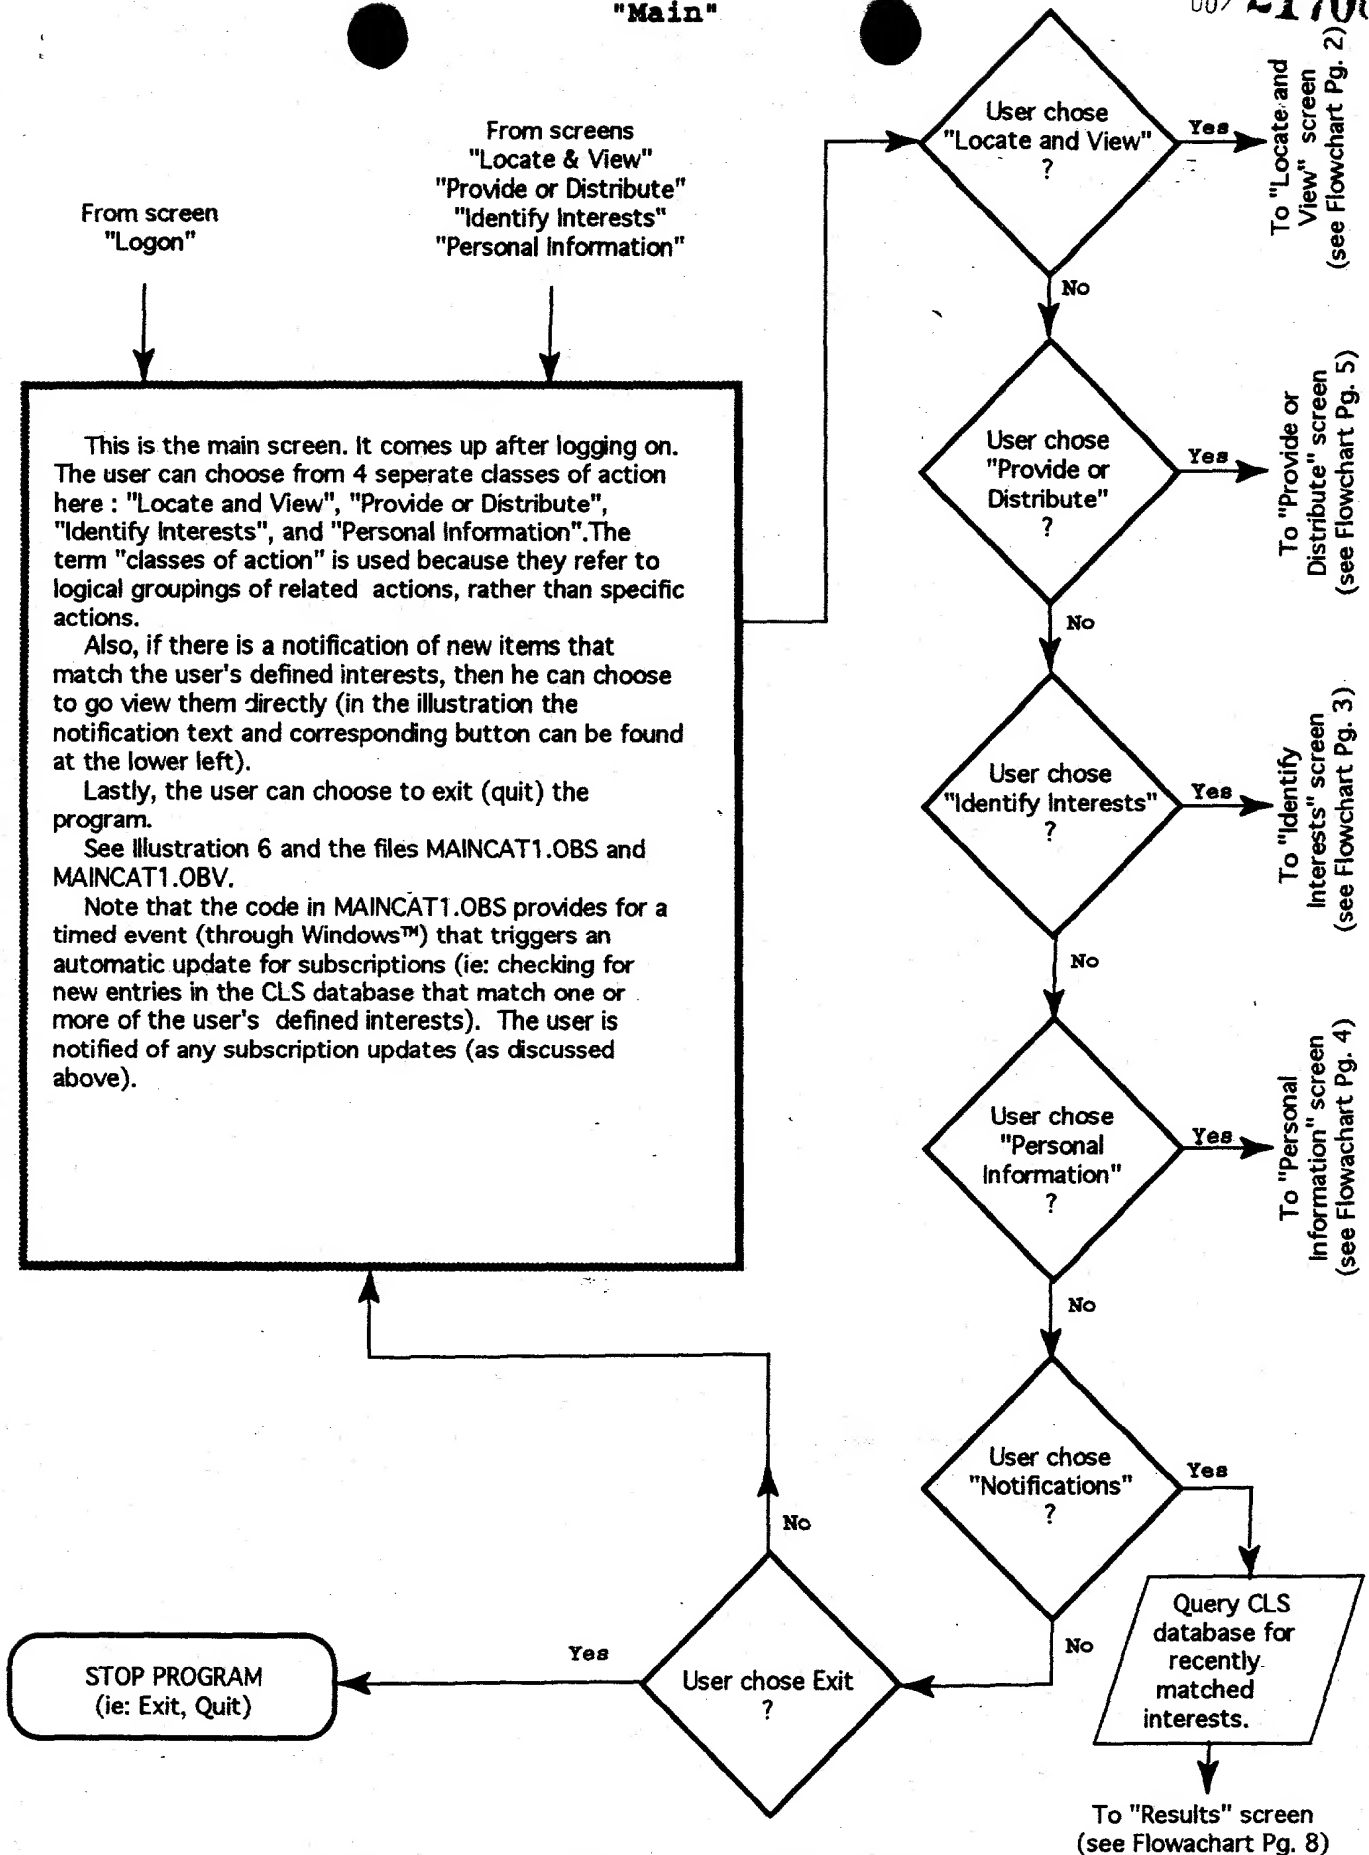 "Main"
From screen
"Logon"
From screens
"Locate & View"
"Provide or Distribute"
"Identify Interests"
"Personal Information"
This is the main screen. It comes up after logging on.
The user can choose from 4 seperate classes of action
here : "Locate and View", "Provide or Distribute",
"Identify Interests", and "Personal Information".The
term "classes of action" is used because they refer to
logical groupings of related actions, rather than specific
actions.
Also, if there is a notification of new items that
match the user's defined interests, then he can choose
to go view them directly (in the illustration the
notification text and corresponding button can be found
at the lower left).
Lastly, the user can choose to exit (quit) the
program.
See Illustration 6 and the files MAINCAT1.OBS and
MAINCAT1.OBV.
Note that the code in MAINCAT1.OBS provides for a
timed event (through Windows™) that triggers an
automatic update for subscriptions (ie: checking for
new entries in the CLS database that match one or
more of the user's defined interests). The user is
notified of any subscription updates (as discussed
above).
User chose
"Locate and View"
?
Yes
To "Locate and
View" screen
(see Flowchart Pg. 2)
No
User chose
"Provide or
Distribute"
?
Yes
To "Provide or
Distribute" screen
(see Flowchart Pg. 5)
No
User chose
"Identify Interests"
?
Yes
To "Identify
Interests" screen
(see Flowchart Pg. 3)
No
User chose
"Personal
Information"
?
Yes
To "Personal
Information" screen
(see Flowachart Pg. 4)
No
User chose
"Notifications"
?
Yes
Query CLS
database for
recently
matched
interests.
To "Results" screen
(see Flowachart Pg. 8)
No
User chose Exit
?
No
Yes
STOP PROGRAM
(ie: Exit, Quit)